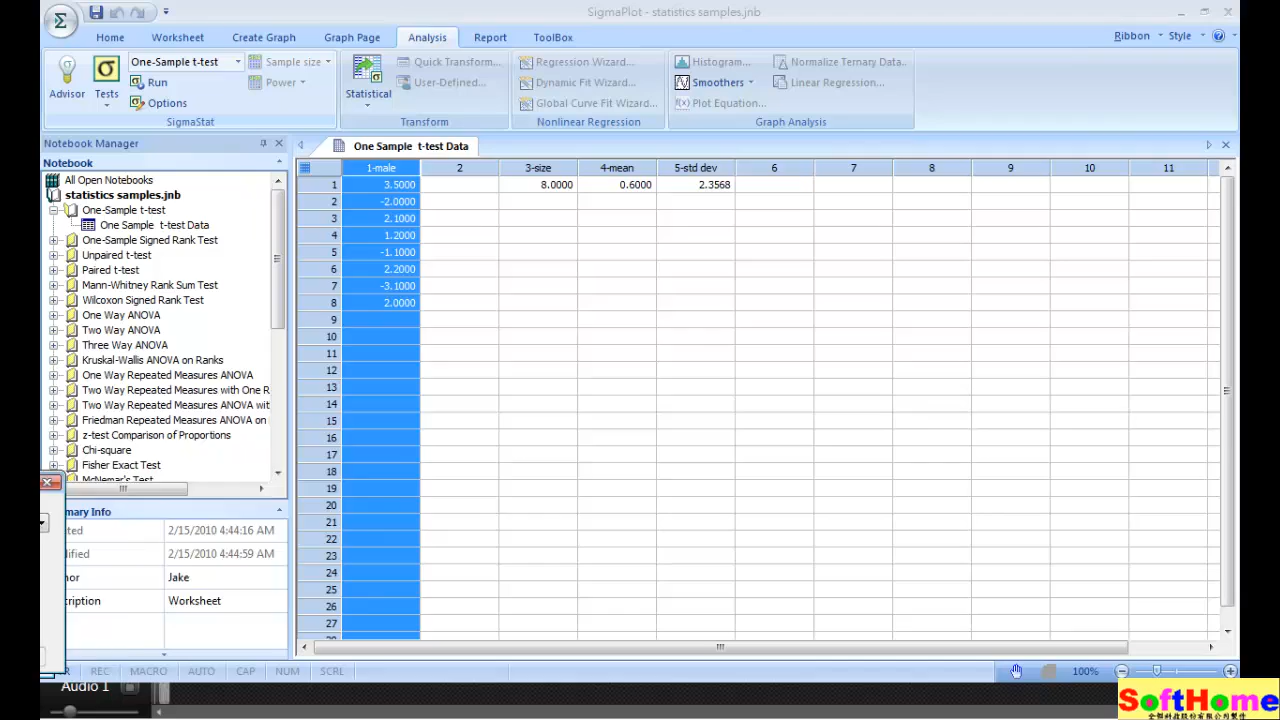 SigmaPlot - statistics samples.jnb
Home Worksheet Create Graph Graph Page Analysis Report ToolBox Ribbon Style
Advisor
Tests
One-Sample t-test
Run
Options
Sample size
Power
SigmaStat
Statistical
Quick Transform...
User-Defined...
Transform
Regression Wizard...
Dynamic Fit Wizard...
Global Curve Fit Wizard...
Nonlinear Regression
Histogram...
Smoothers
Plot Equation...
Normalize Ternary Data..
Linear Regression...
Graph Analysis
Notebook Manager
Notebook
All Open Notebooks
statistics samples.jnb
One-Sample t-test
One Sample t-test Data
One-Sample Signed Rank Test
Unpaired t-test
Paired t-test
Mann-Whitney Rank Sum Test
Wilcoxon Signed Rank Test
One Way ANOVA
Two Way ANOVA
Three Way ANOVA
Kruskal-Wallis ANOVA on Ranks
One Way Repeated Measures ANOVA
Two Way Repeated Measures with One R
Two Way Repeated Measures ANOVA wit
Friedman Repeated Measures ANOVA on
z-test Comparison of Proportions
Chi-square
Fisher Exact Test
McNemar's Test
mmary Info
ted 2/15/2010 4:44:16 AM
dified 2/15/2010 4:44:59 AM
hor Jake
cription Worksheet
One Sample t-test Data
1-male 2 3-size 4-mean 5-std dev 6 7 8 9 10 11
1 3.5000 8.0000 0.6000 2.3568
2 -2.0000
3 2.1000
4 1.2000
5 -1.1000
6 2.2000
7 -3.1000
8 2.0000
9
10
11
12
13
14
15
16
17
18
19
20
21
22
23
24
25
26
27
28
REC MACRO AUTO CAP NUM SCRL 100%
Audio 1
SoftHome